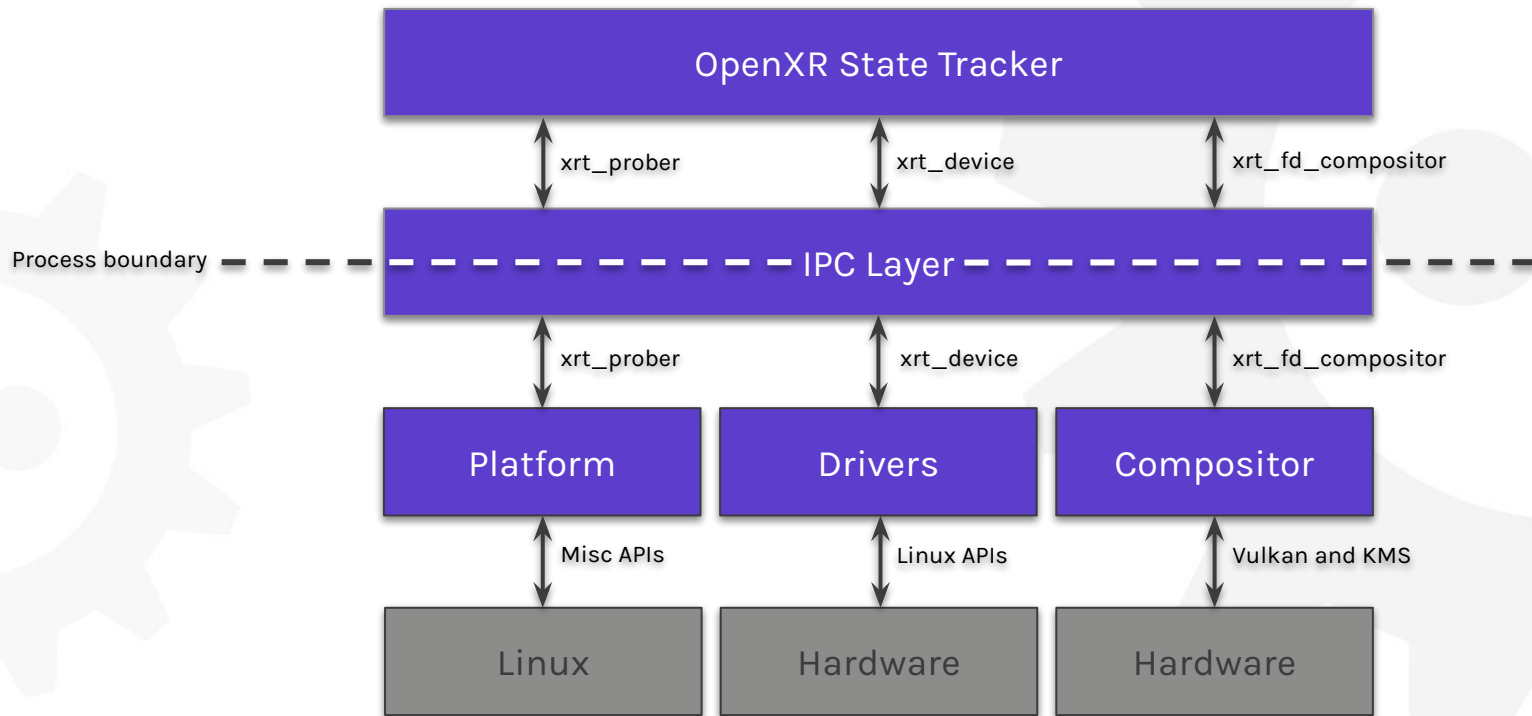 OpenXR State Tracker
xrt_prober
xrt_device
xrt_fd_compositor
Process boundary
IPC Layer
xrt_prober
xrt_device
xrt_fd_compositor
Platform
Drivers
Compositor
Misc APIs
Linux APIs
Vulkan and KMS
Linux
Hardware
Hardware